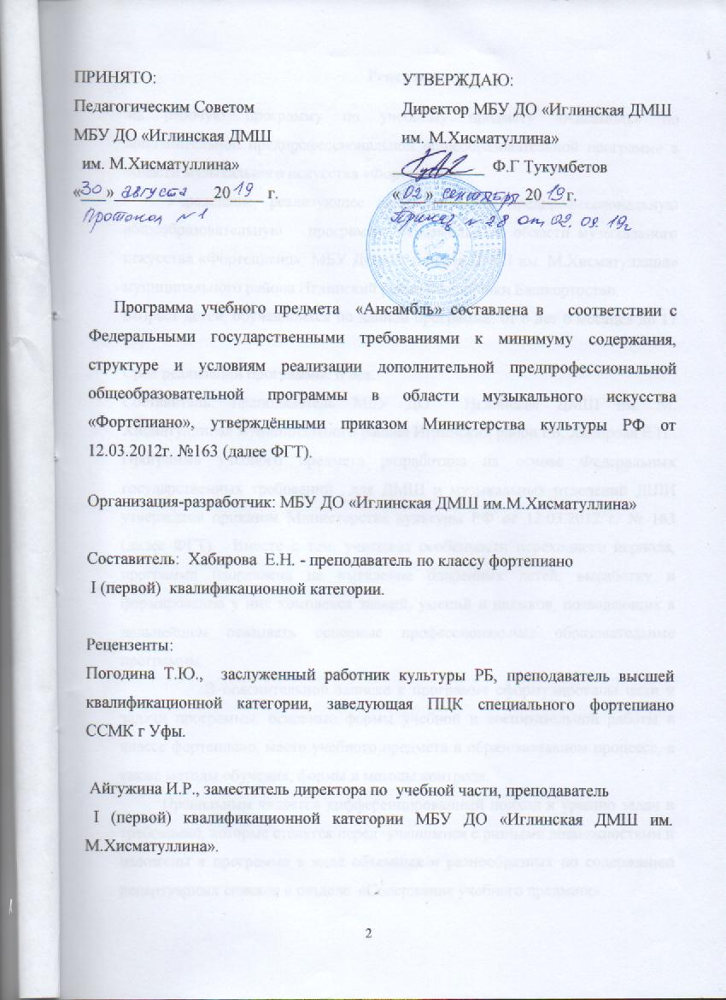 ПРИНЯТО:
Педагогическим Советом
МБУ ДО «Иглинская ДМШ
им. М.Хисматуллина»
«30» августа 2019 г.
Протокол №1
УТВЕРЖДАЮ:
Директор МБУ ДО «Иглинская ДМШ
им. М.Хисматуллина»
Ф.Г Тукумбетов
«02» сентября 2019 г.
Приказ №28 от 02.09.19г
Программа учебного предмета «Ансамбль» составлена в соответствии с
Федеральными государственными требованиями к минимуму содержания,
структуре и условиям реализации дополнительной предпрофессиональной
общеобразовательной программы в области музыкального искусства
«Фортепиано», утверждёнными приказом Министерства культуры РФ от
12.03.2012г. №163 (далее ФГТ).
Организация-разработчик: МБУ ДО «Иглинская ДМШ им.М.Хисматуллина»
Составитель: Хабирова Е.Н. - преподаватель по классу фортепиано
I (первой) квалификационной категории.
Рецензенты:
Погодина Т.Ю., заслуженный работник культуры РБ, преподаватель высшей
квалификационной категории, заведующая ПЦК специального фортепиано
ССМК г Уфы.
Айгужина И.Р., заместитель директора по учебной части, преподаватель
I (первой) квалификационной категории МБУ ДО «Иглинская ДМШ им.
М.Хисматуллина».
2